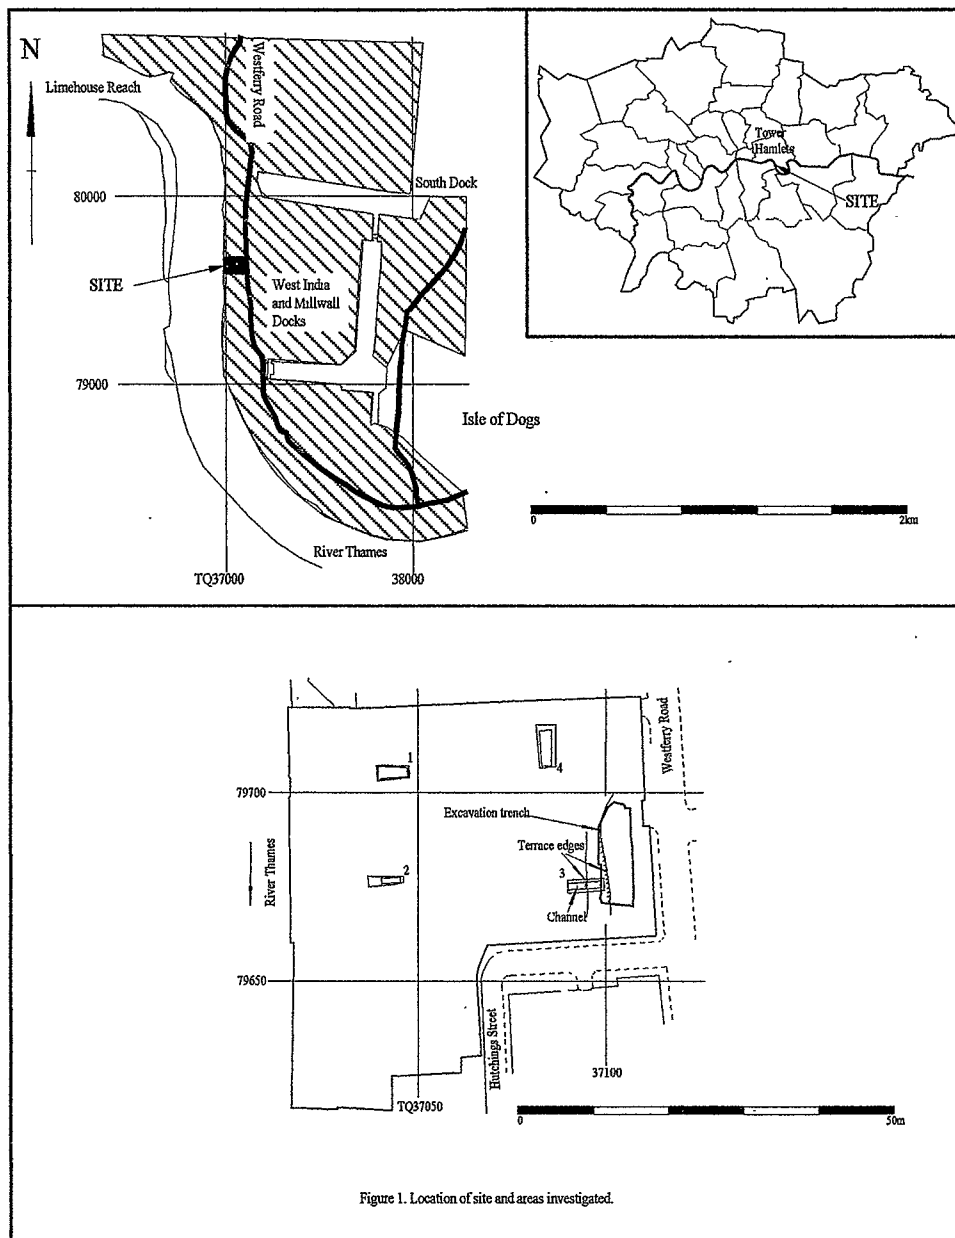 N
Limehouse Reach
Westferry Road
80000
South Dock
SITE
West India
and Millwall
Docks
79000
Isle of Dogs
River Thames
TQ37000
38000
Tower
Hamlets
SITE
0
2km
1
4
Westferry Road
79700
Excavation trench
Terrace edges
2
3
River Thames
Channel
79650
Hutchings Street
37100
TQ37050
0
50m
Figure 1. Location of site and areas investigated.